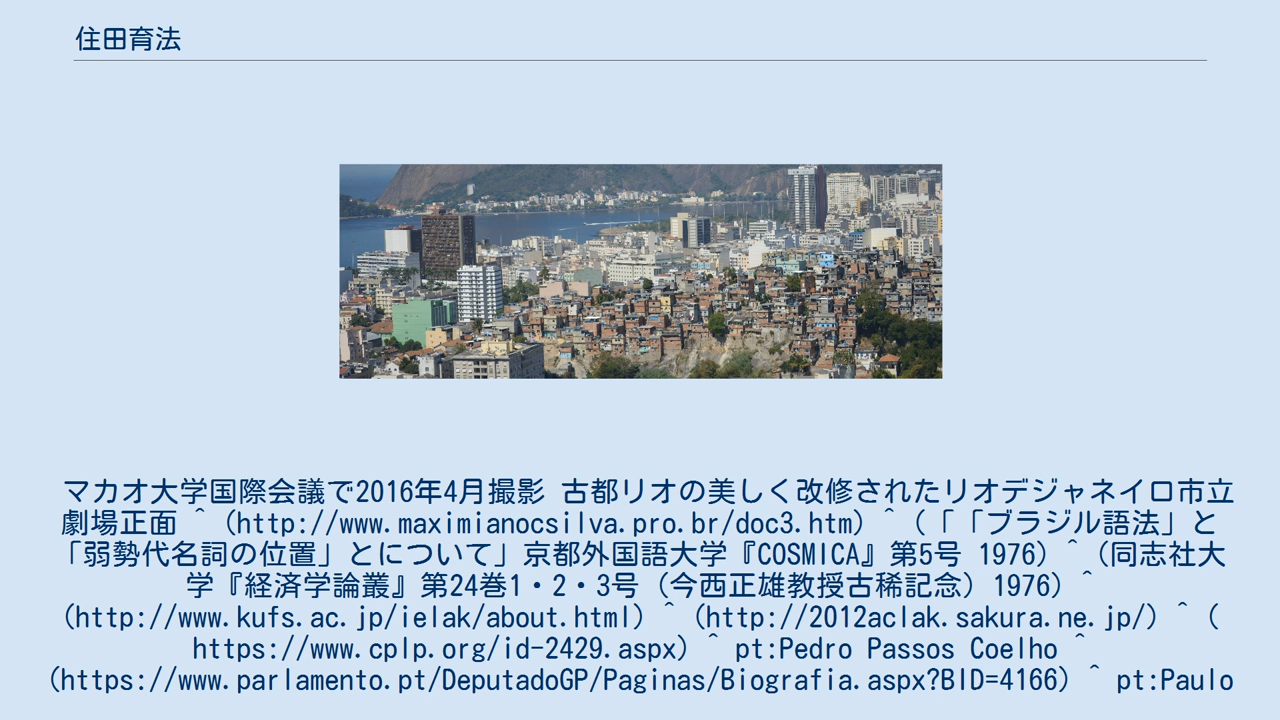 住田育法
マカオ大学国際会議で2016年4月撮影 古都リオの美しく改修されたリオデジャネイロ市立
劇場正面 ^ (http://www.maximianocsilva.pro.br/doc3.htm) ^ (「「ブラジル語法」と
「弱勢代名詞の位置」とについて」京都外国語大学『COSMICA』第5号 1976) ^ (同志社大
学『経済学論叢』第24巻1・2・3号 (今西正雄教授古稀記念) 1976) ^
(http://www.kufs.ac.jp/ielak/about.html) ^ (http://2012aclak.sakura.ne.jp/) ^ (
https://www.cplp.org/id-2429.aspx) ^ pt:Pedro Passos Coelho ^
(https://www.parlamento.pt/DeputadoGP/Paginas/Biografia.aspx?BID=4166) ^ pt:Paulo